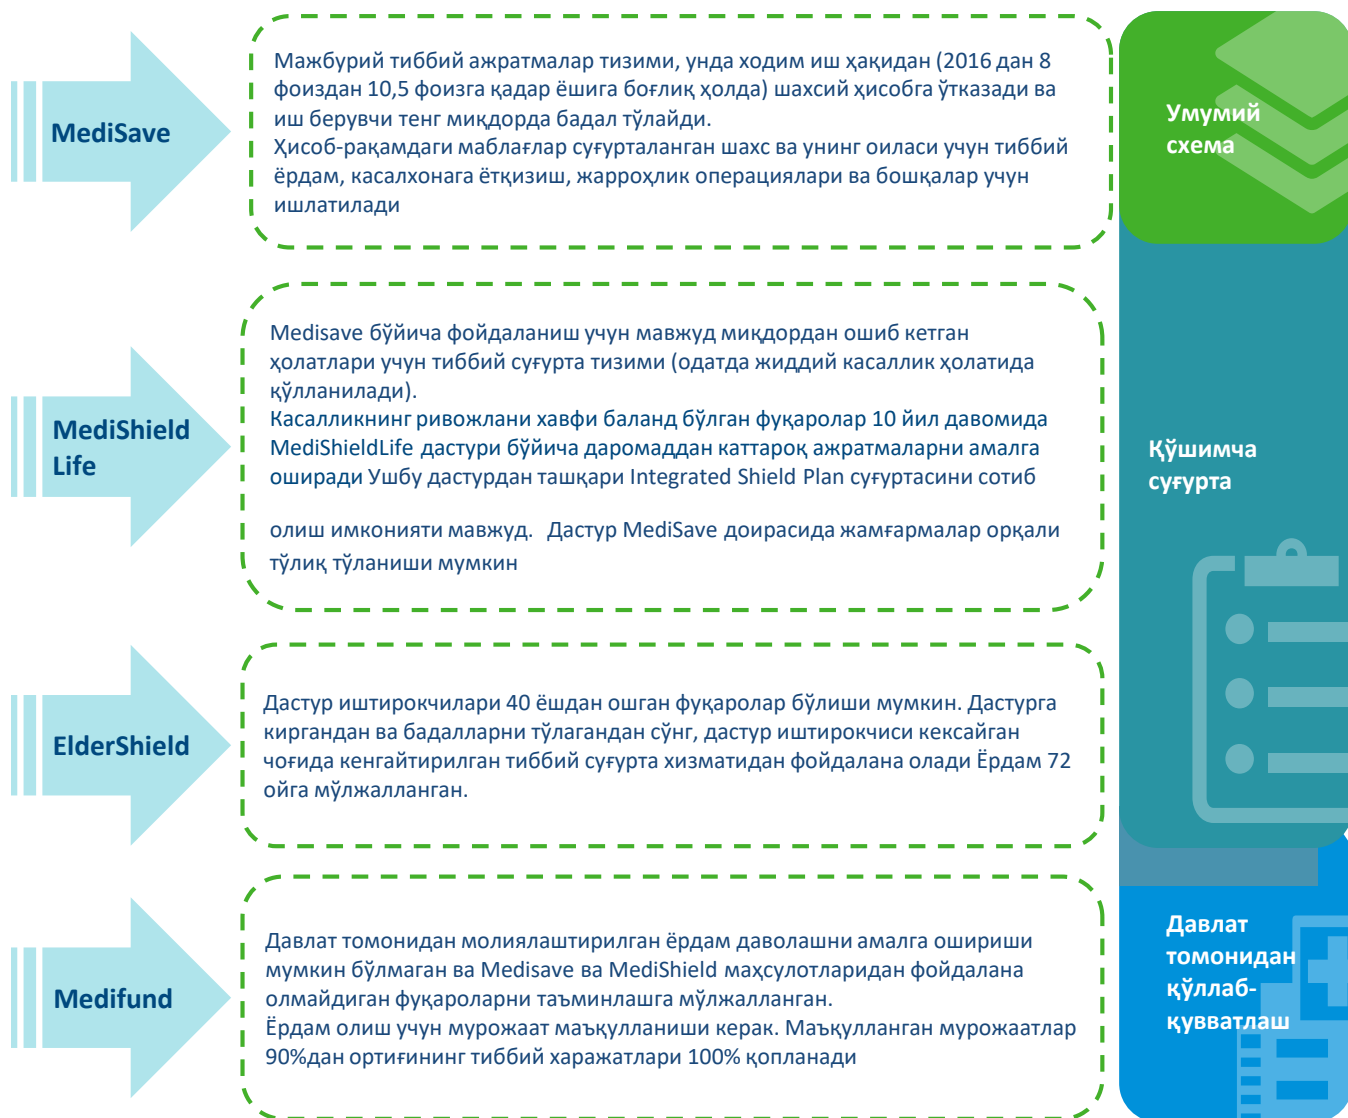 MediSave
Мажбурий тиббий ажратмалар тизими, унда ходим иш ҳақидан (2016 дан 8
фоиздан 10,5 фоизга қадар ёшига боғлиқ ҳолда) шахсий ҳисобга ўтказади ва
иш берувчи тенг миқдорда бадал тўлайди.
Ҳисоб-рақамдаги маблағлар суғурталанган шахс ва унинг оиласи учун тиббий
ёрдам, касалхонага ётқизиш, жарроҳлик операциялари ва бошқалар учун
ишлатилади
Умумий
схема
MediShield
Life
Medisave бўйича фойдаланиш учун мавжуд миқдордан ошиб кетган
ҳолатлари учун тиббий суғурта тизими (одатда жиддий касаллик ҳолатида
қўлланилади).
Касалликнинг ривожлани хавфи баланд бўлган фуқаролар 10 йил давомида
MediShieldLife дастури бўйича даромаддан каттароқ ажратмаларни амалга
оширади Ушбу дастурдан ташқари Integrated Shield Plan суғуртасини сотиб
олиш имконияти мавжуд. Дастур MediSave доирасида жамғармалар орқали
тўлиқ тўланиши мумкин
Қўшимча
суғурта
ElderShield
Дастур иштирокчилари 40 ёшдан ошган фуқаролар бўлиши мумкин. Дастурга
киргандан ва бадалларни тўлагандан сўнг, дастур иштирокчиси кексайган
чоғида кенгайтирилган тиббий суғурта хизматидан фойдалана олади Ёрдам 72
ойга мўлжалланган.
Medifund
Давлат томонидан молиялаштирилган ёрдам даволашни амалга ошириши
мумкин бўлмаган ва Medisave ва MediShield маҳсулотларидан фойдалана
олмайдиган фуқароларни таъминлашга мўлжалланган.
Ёрдам олиш учун мурожаат маъқулланиши керак. Маъқулланган мурожаатлар
90%дан ортиғининг тиббий харажатлари 100% қопланади
Давлат
томонидан
қўллаб-
қувватлаш